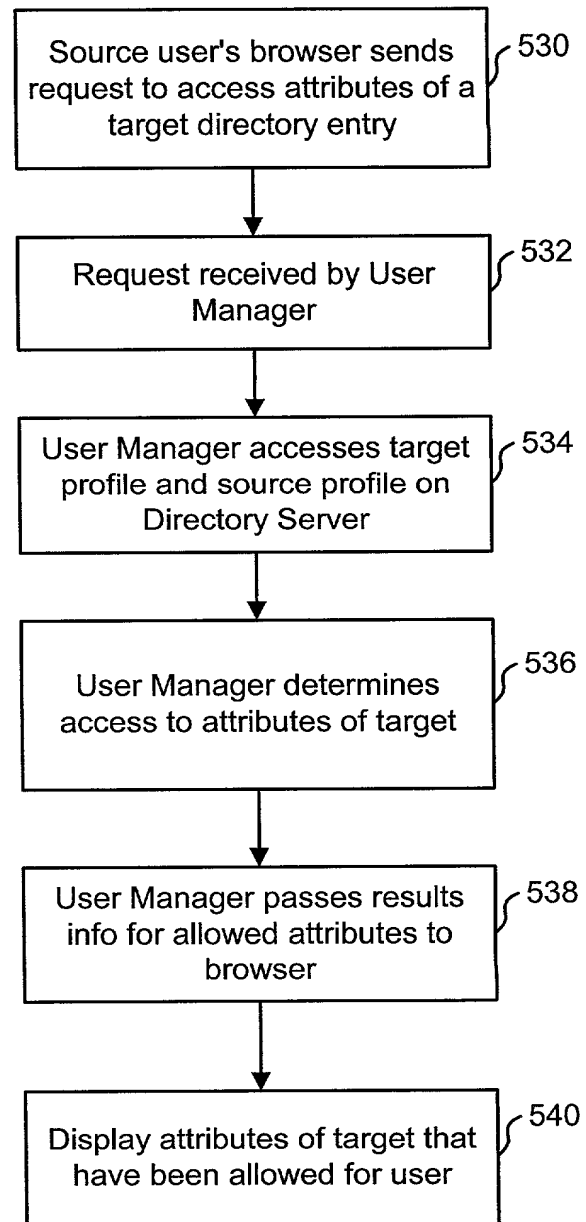 Source user's browser sends
request to access attributes of a
target directory entry
530
Request received by User
Manager
532
User Manager accesses target
profile and source profile on
Directory Server
534
User Manager determines
access to attributes of target
536
User Manager passes results
info for allowed attributes to
browser
538
Display attributes of target that
have been allowed for user
540